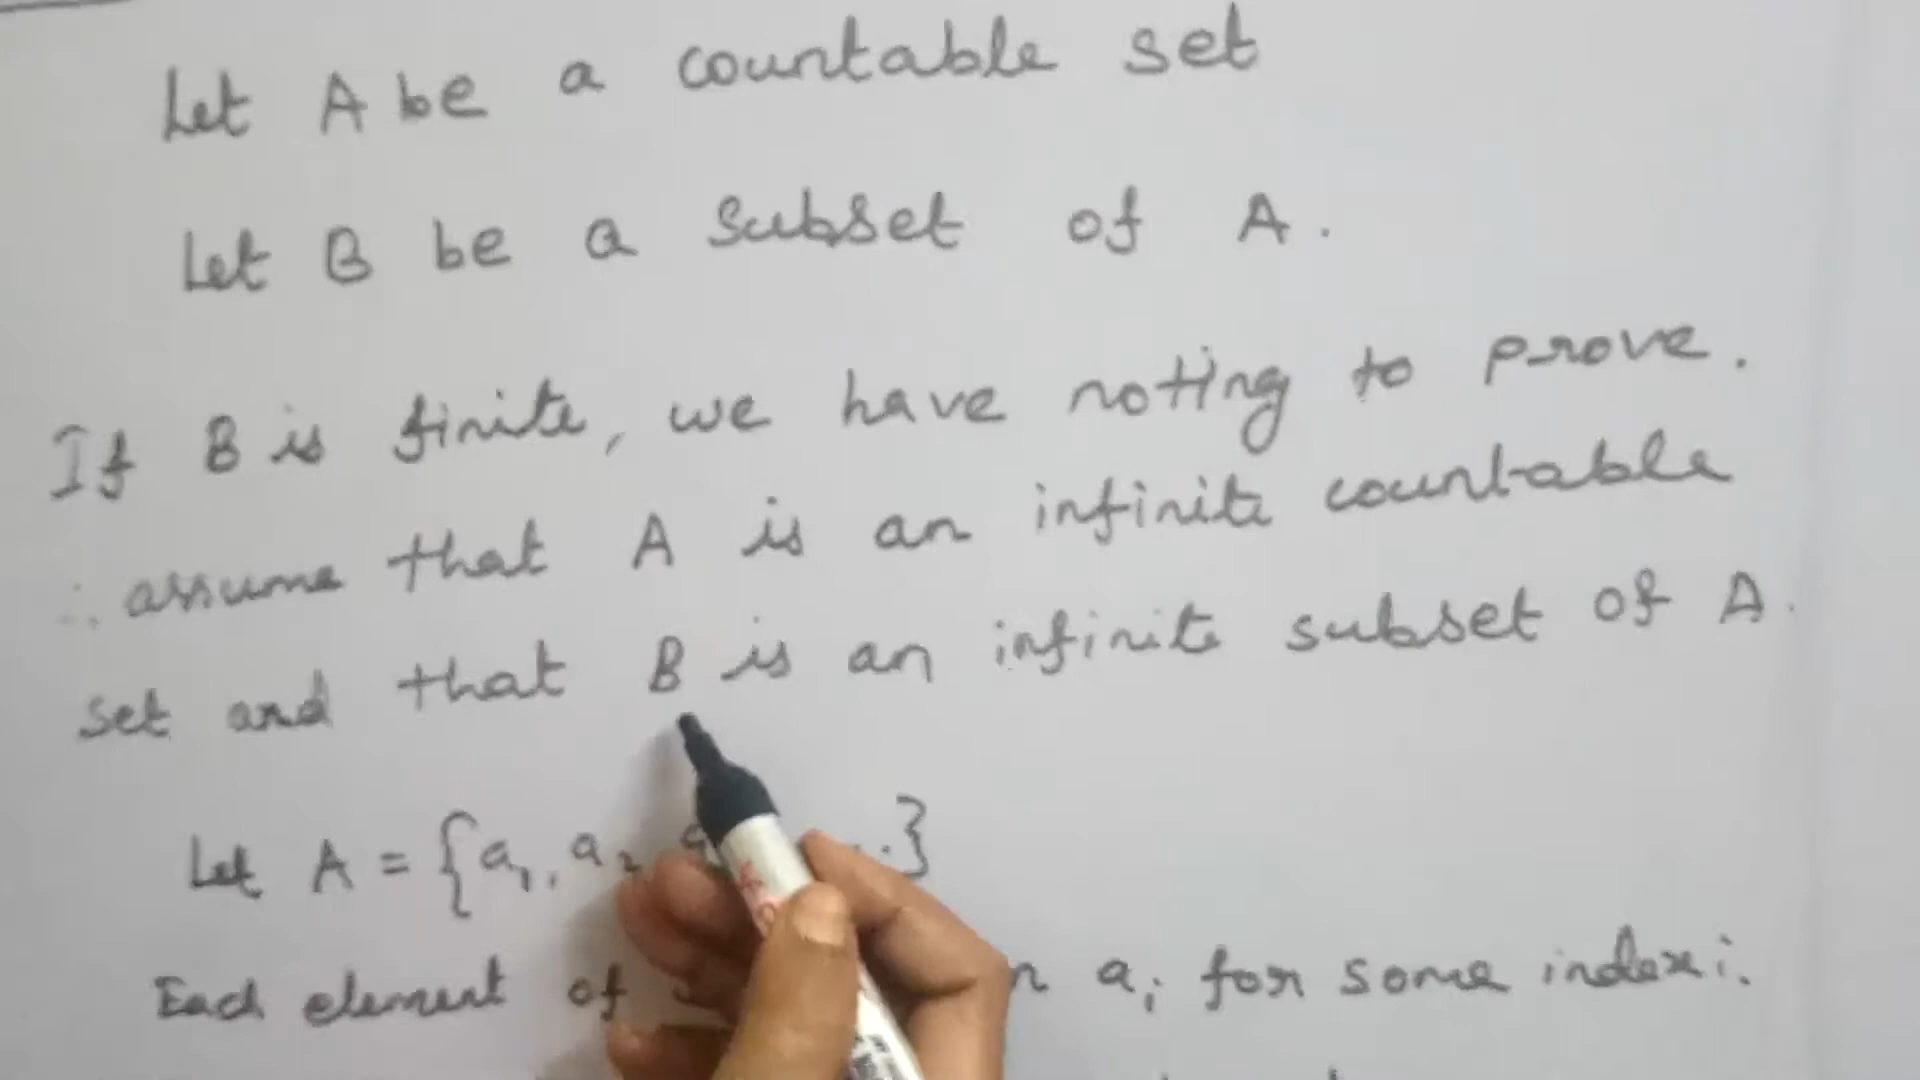 Let A be a countable set
Let B be a subset of A.
If B is finite, we have noting to prove.
∴ assume that A is an infinite countable
set and that B is an infinite subset of A.
Let A = {a1, a2, a ..}
Each element of a i for some index i.